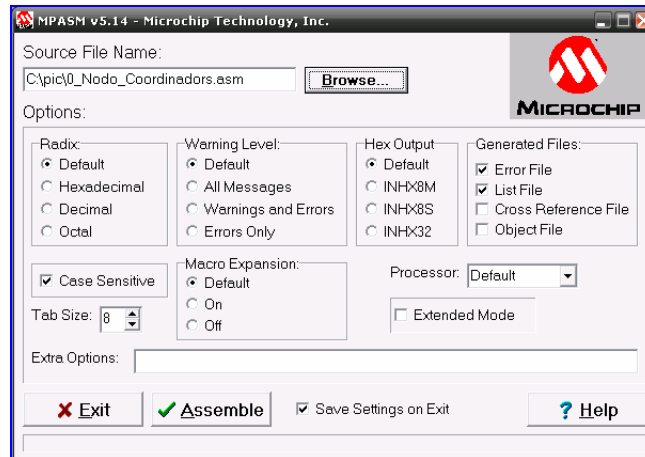 MPASM v5.14 - Microchip Technology, Inc.
Source File Name:
C:\pic\0_Nodo_Coordinadors.asm
Browse...
MICROCHIP
Options:
Radix:
Default
Hexadecimal
Decimal
Octal
Warning Level:
Default
All Messages
Warnings and Errors
Errors Only
Hex Output
Default
INHX8M
INHX8S
INHX32
Generated Files:
Error File
List File
Cross Reference File
Object File
Case Sensitive
Tab Size: 8
Macro Expansion:
Default
On
Off
Processor: Default
Extended Mode
Extra Options:
Exit
Assemble
Save Settings on Exit
? Help